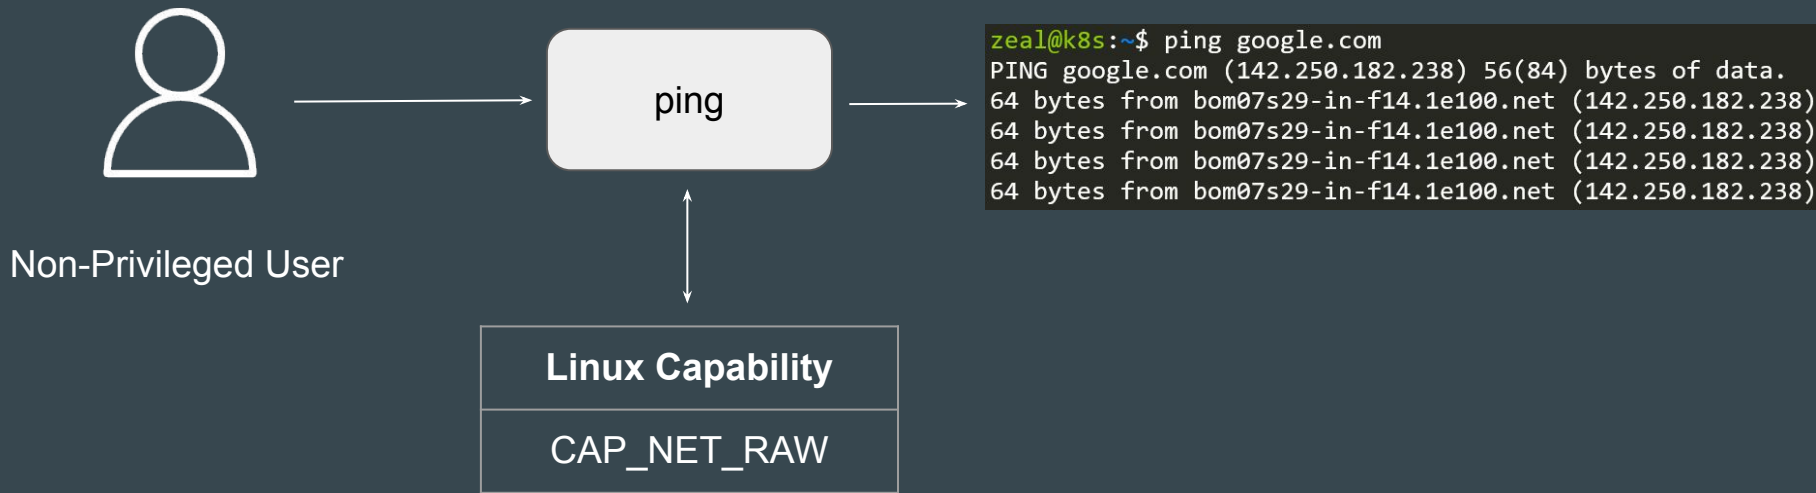 Non-Privileged User
ping
Linux Capability
CAP_NET_RAW
zeal@k8s:~$ ping google.com
PING google.com (142.250.182.238) 56(84) bytes of data.
64 bytes from bom07s29-in-f14.1e100.net (142.250.182.238)
64 bytes from bom07s29-in-f14.1e100.net (142.250.182.238)
64 bytes from bom07s29-in-f14.1e100.net (142.250.182.238)
64 bytes from bom07s29-in-f14.1e100.net (142.250.182.238)